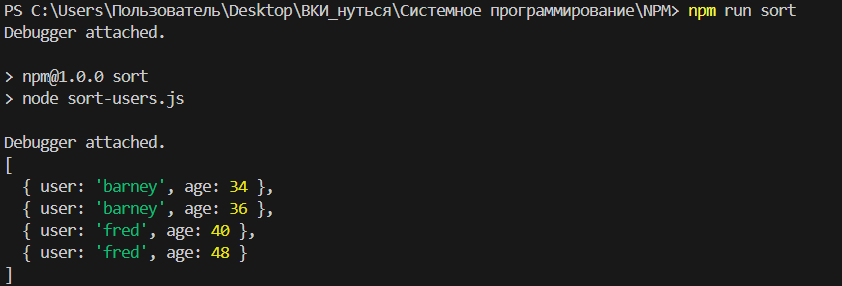 PS C:\Users\Пользователь\Desktop\ВКИ_нуться\Системное программирование\NPM> npm run sort
Debugger attached.
> npm@1.0.0 sort
> node sort-users.js
Debugger attached.
[
  { user: 'barney', age: 34 },
  { user: 'barney', age: 36 },
  { user: 'fred', age: 40 },
  { user: 'fred', age: 48 }
]